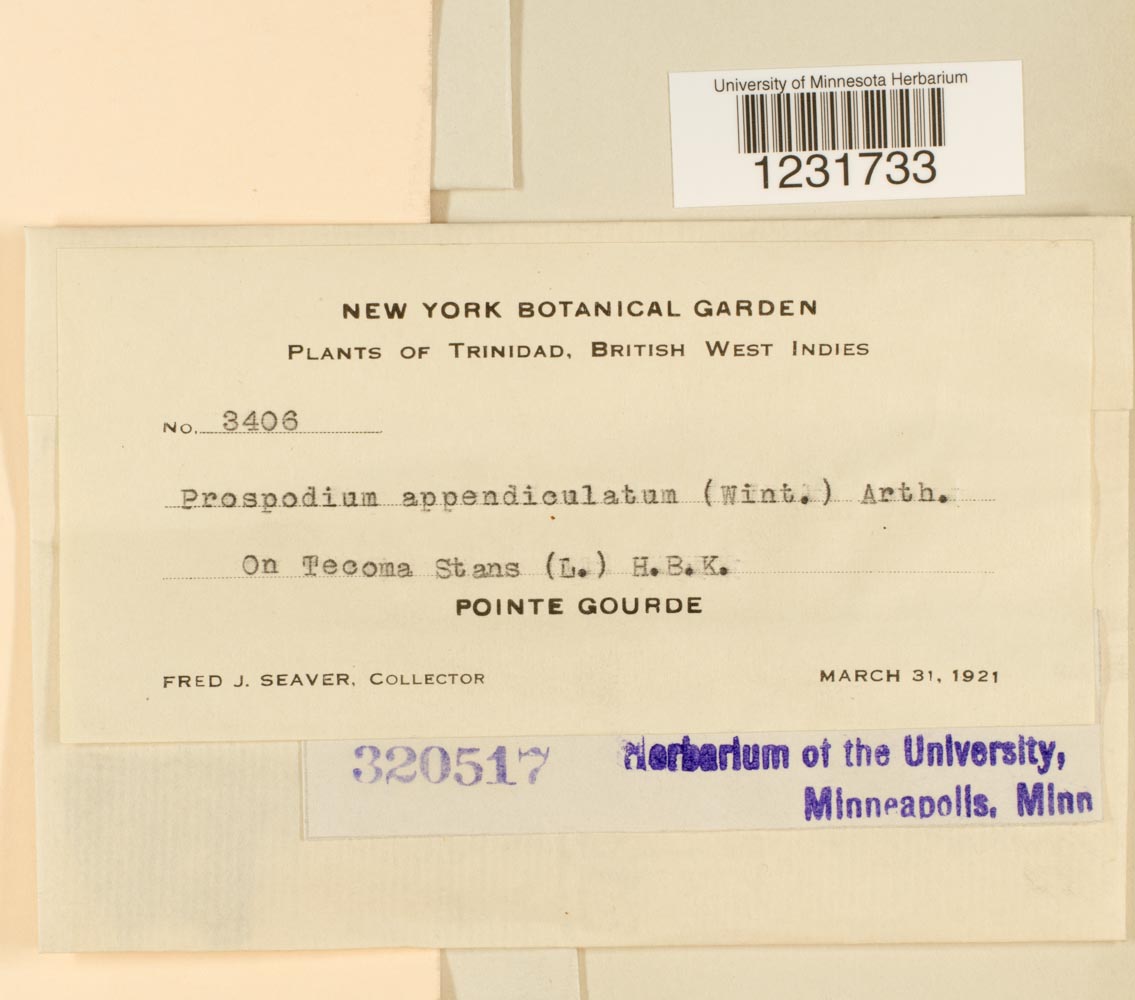 University of Minnesota Herbarium
1231733
NEW YORK BOTANICAL GARDEN
PLANTS OF TRINIDAD, BRITISH WEST INDIES
No. 3406
Prospodium appendiculatum (Wint.) Arth.
On Tecoma Stans (L.) H.B.K.
POINTE GOURDE
FRED J. SEAVER, COLLECTOR MARCH 31, 1921
320517 Herbarium of the University,
Minneapolis, Minn